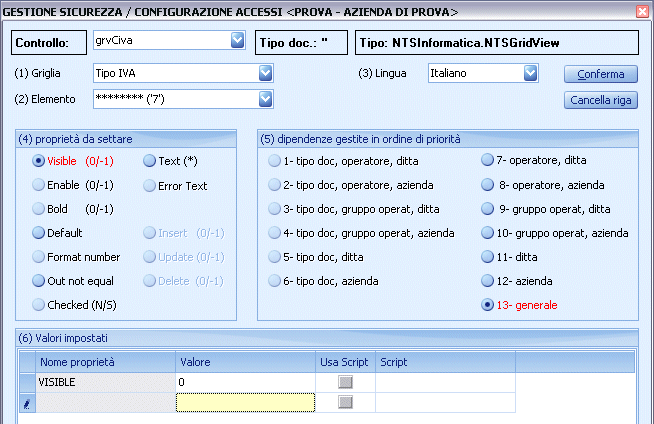 GESTIONE SICUREZZA / CONFIGURAZIONE ACCESSI <PROVA - AZIENDA DI PROVA>
Controllo: grvCiva Tipo doc.: '' Tipo: NTSInformatica.NTSGridView
(1) Griglia Tipo IVA (3) Lingua Italiano Conferma
(2) Elemento ******** ('7') Cancella riga
(4) proprietà da settare
Visible (0/-1) Text (*)
Enable (0/-1) Error Text
Bold (0/-1)
Default Insert (0/-1)
Format number Update (0/-1)
Out not equal Delete (0/-1)
Checked (N/S)
(5) dipendenze gestite in ordine di priorità
1- tipo doc, operatore, ditta
2- tipo doc, operatore, azienda
3- tipo doc, gruppo operat, ditta
4- tipo doc, gruppo operat, azienda
5- tipo doc, ditta
6- tipo doc, azienda
7- operatore, ditta
8- operatore, azienda
9- gruppo operat, ditta
10- gruppo operat, azienda
11- ditta
12- azienda
13- generale
(6) Valori impostati
Nome proprietà Valore Usa Script Script
VISIBLE 0